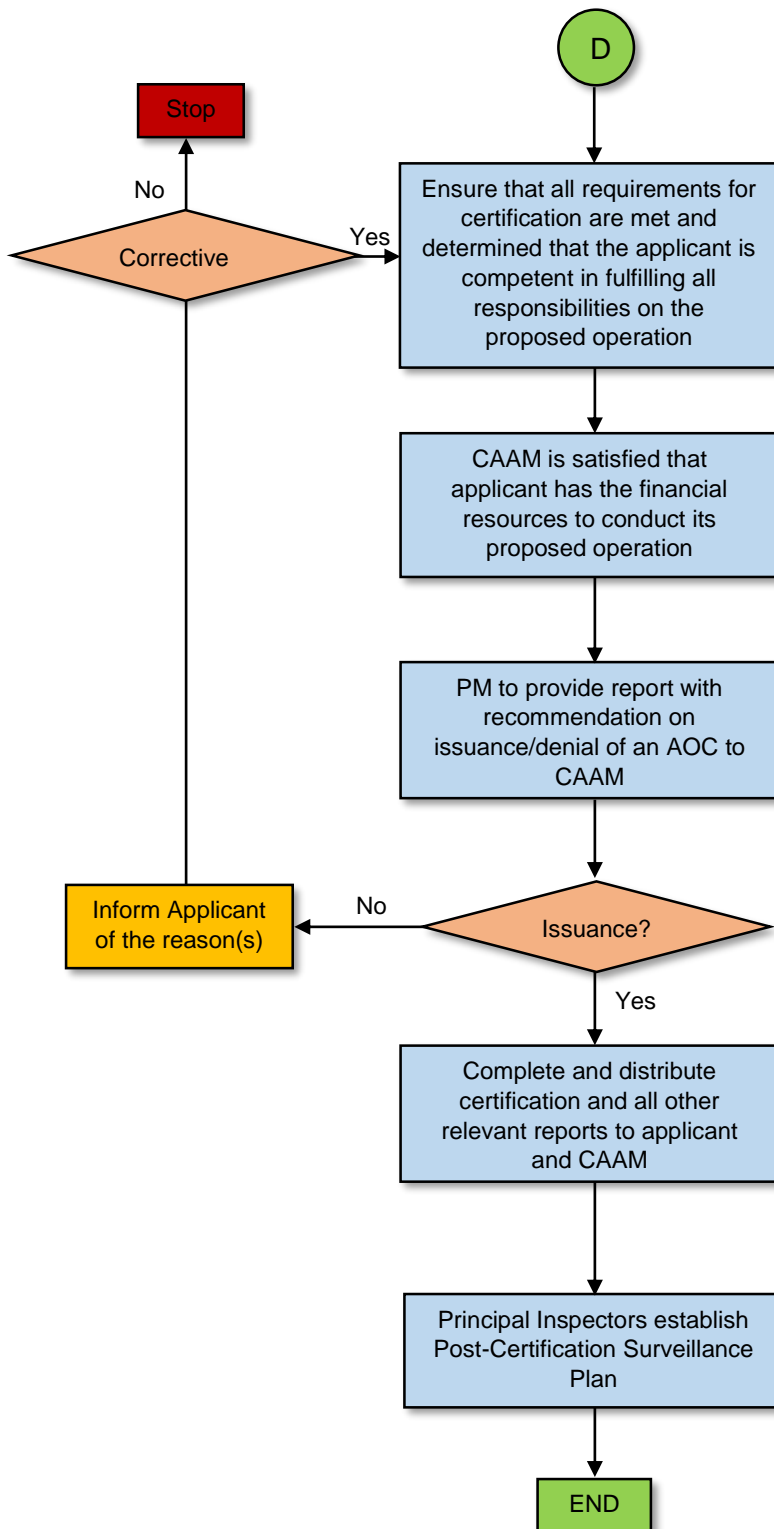 D
Stop
No
Corrective
Yes
Ensure that all requirements for
certification are met and
determined that the applicant is
competent in fulfilling all
responsibilities on the
proposed operation
CAAM is satisfied that
applicant has the financial
resources to conduct its
proposed operation
PM to provide report with
recommendation on
issuance/denial of an AOC to
CAAM
Issuance?
No
Inform Applicant
of the reason(s)
Yes
Complete and distribute
certification and all other
relevant reports to applicant
and CAAM
Principal Inspectors establish
Post-Certification Surveillance
Plan
END